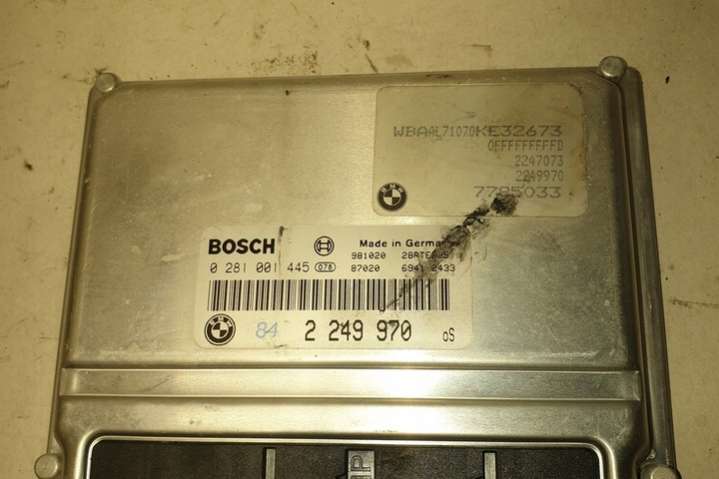 WBAAL71070KE32673
0FFFFFFFFFD
2247073
2249970
7785033
BOSCH
Made in Germany
981020
0 281 001 445 078
87020
84 2 249 970 oS